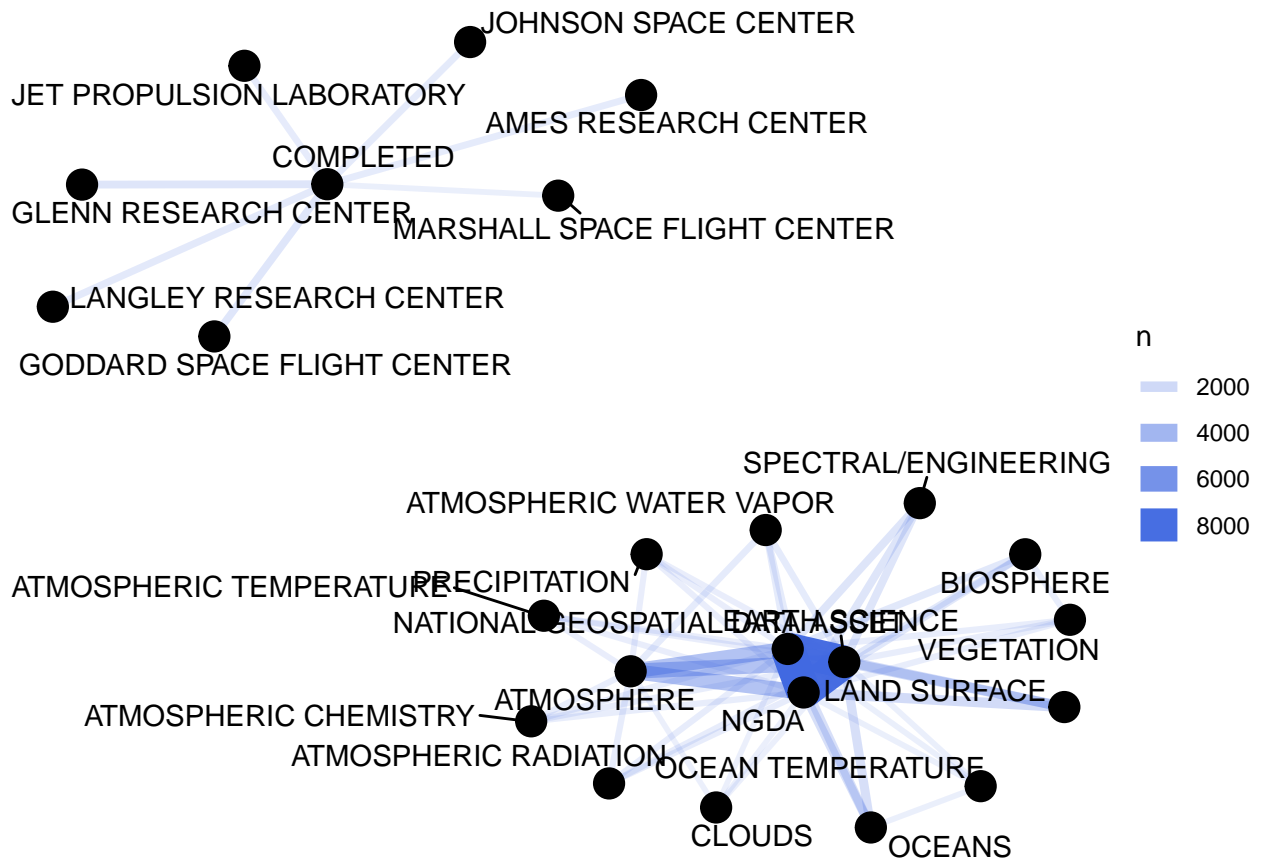 JOHNSON SPACE CENTER
JET PROPULSION LABORATORY
AMES RESEARCH CENTER
COMPLETED
GLENN RESEARCH CENTER
MARSHALL SPACE FLIGHT CENTER
LANGLEY RESEARCH CENTER
GODDARD SPACE FLIGHT CENTER
n
2000
4000
6000
8000
SPECTRAL/ENGINEERING
ATMOSPHERIC WATER VAPOR
PRECIPITATION
ATMOSPHERIC TEMPERATURE
BIOSPHERE
NATIONAL GEOSPATIAL DATA ASSET
EARTH SCIENCE
VEGETATION
LAND SURFACE
ATMOSPHERE
ATMOSPHERIC CHEMISTRY
NGDA
ATMOSPHERIC RADIATION
OCEAN TEMPERATURE
CLOUDS
OCEANS